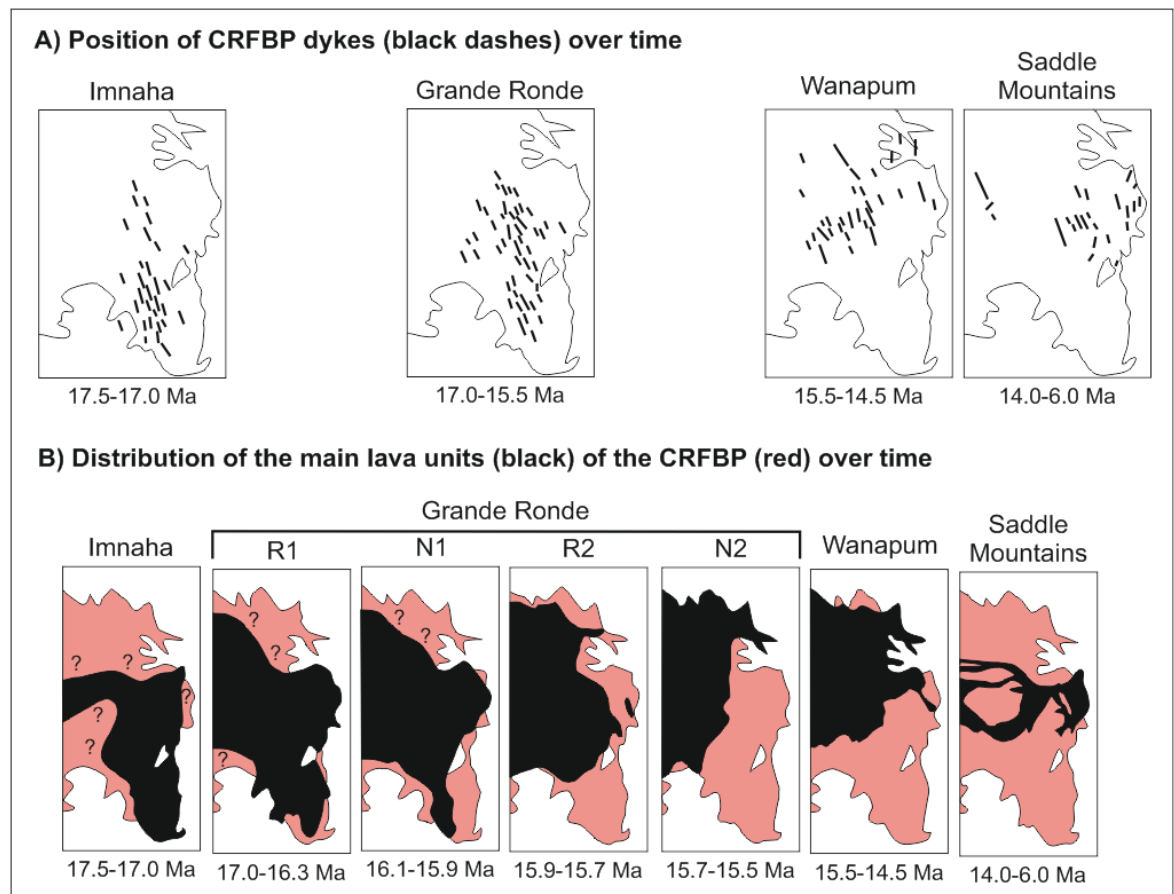 A) Position of CRFBP dykes (black dashes) over time
Imnaha
Grande Ronde
Wanapum
Saddle
Mountains
17.5-17.0 Ma
17.0-15.5 Ma
15.5-14.5 Ma
14.0-6.0 Ma
B) Distribution of the main lava units (black) of the CRFBP (red) over time
Grande Ronde
Imnaha
R1
N1
R2
N2
Wanapum
Saddle
Mountains
?
?
?
?
?
?
?
?
?
?
?
17.5-17.0 Ma
17.0-16.3 Ma
16.1-15.9 Ma
15.9-15.7 Ma
15.7-15.5 Ma
15.5-14.5 Ma
14.0-6.0 Ma